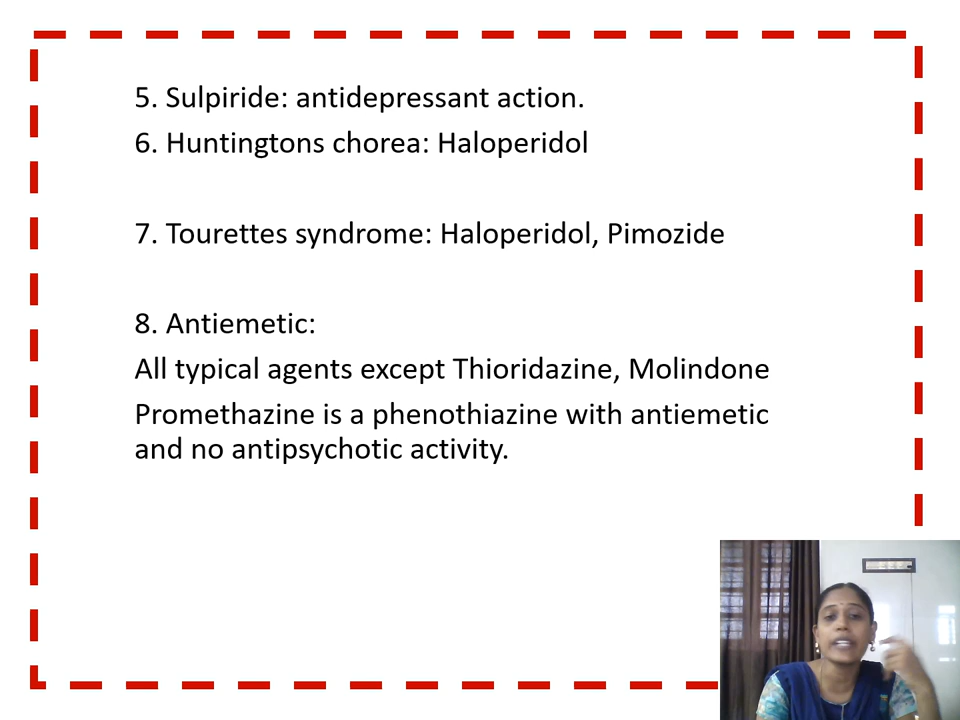 5. Sulpiride: antidepressant action.
6. Huntingtons chorea: Haloperidol
7. Tourettes syndrome: Haloperidol, Pimozide
8. Antiemetic:
All typical agents except Thioridazine, Molindone
Promethazine is a phenothiazine with antiemetic
and no antipsychotic activity.